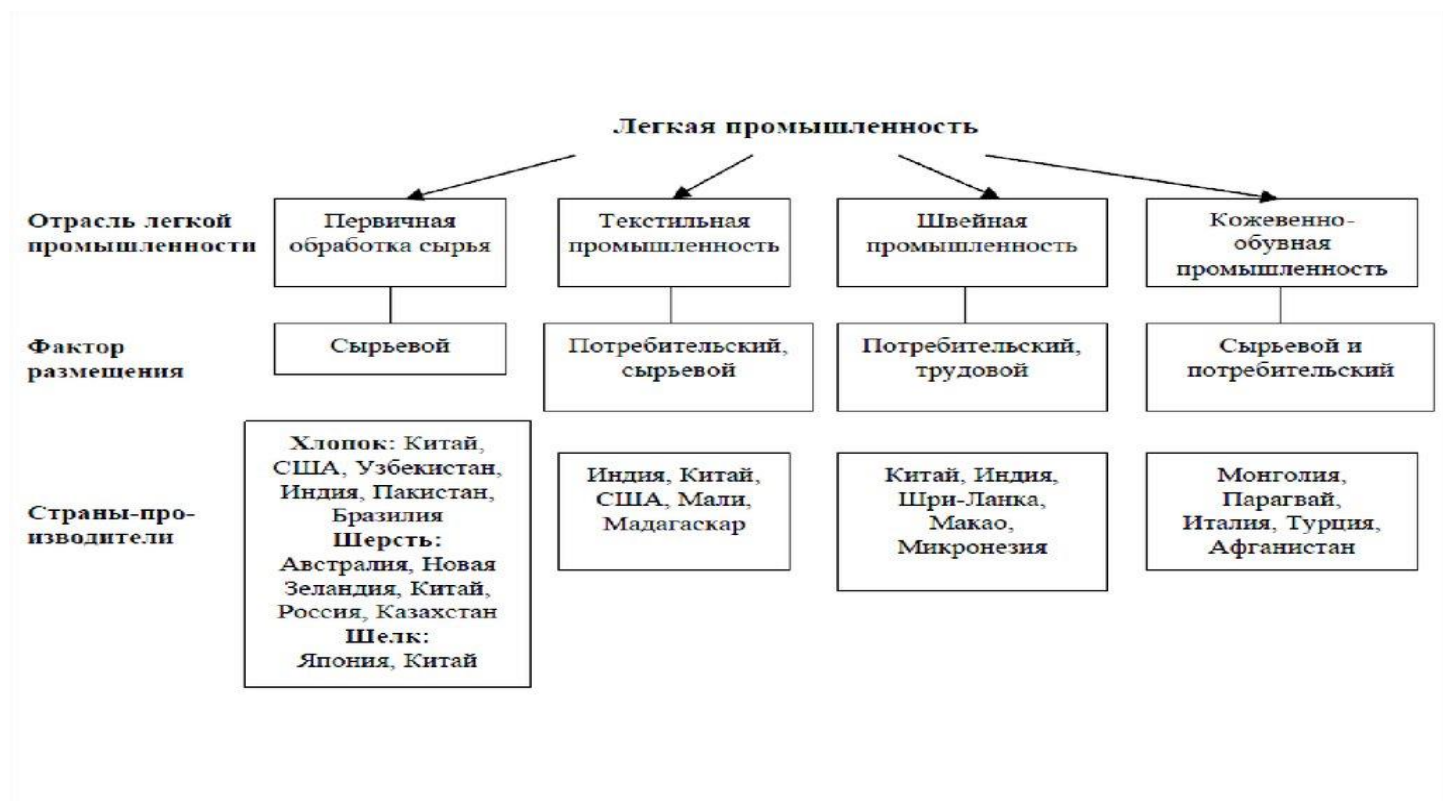 Легкая промышленность
Отрасль легкой
промышленности
Первичная
обработка сырья
Текстильная
промышленность
Швейная
промышленность
Кожевенно-
обувная
промышленность
Фактор
размещения
Сырьевой
Потребительский,
сырьевой
Потребительский,
трудовой
Сырьевой и
потребительский
Страны-про-
изводители
Хлопок: Китай,
США, Узбекистан,
Индия, Пакистан,
Бразилия
Шерсть:
Австралия, Новая
Зеландия, Китай,
Россия, Казахстан
Шелк:
Япония, Китай
Индия, Китай,
США, Мали,
Мадагаскар
Китай, Индия,
Шри-Ланка,
Макао,
Микронезия
Монголия,
Парагвай,
Италия, Турция,
Афганистан